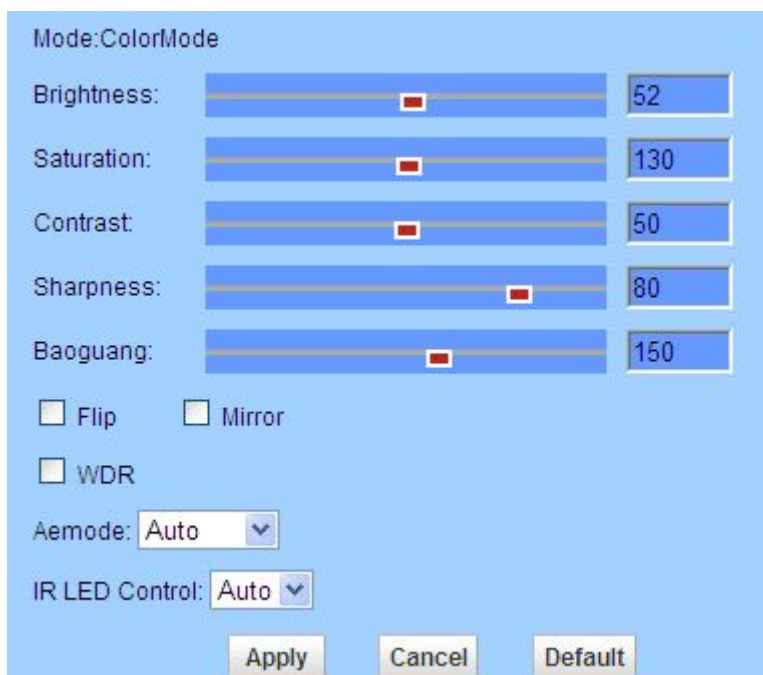 Mode:ColorMode
Brightness: 52
Saturation: 130
Contrast: 50
Sharpness: 80
Baoguang: 150
Flip Mirror
WDR
Aemode: Auto
IR LED Control: Auto
Apply Cancel Default